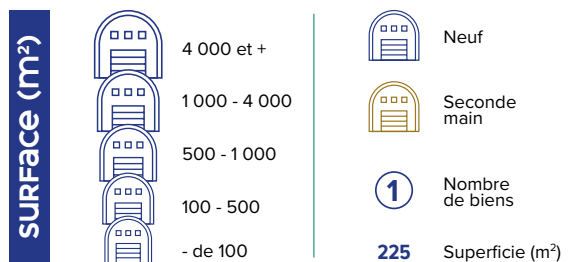 SURFACE (m²)
4 000 et +
1 000 - 4 000
500 - 1 000
100 - 500
- de 100
Neuf
Seconde
main
1
Nombre
de biens
225
Superficie (m²)